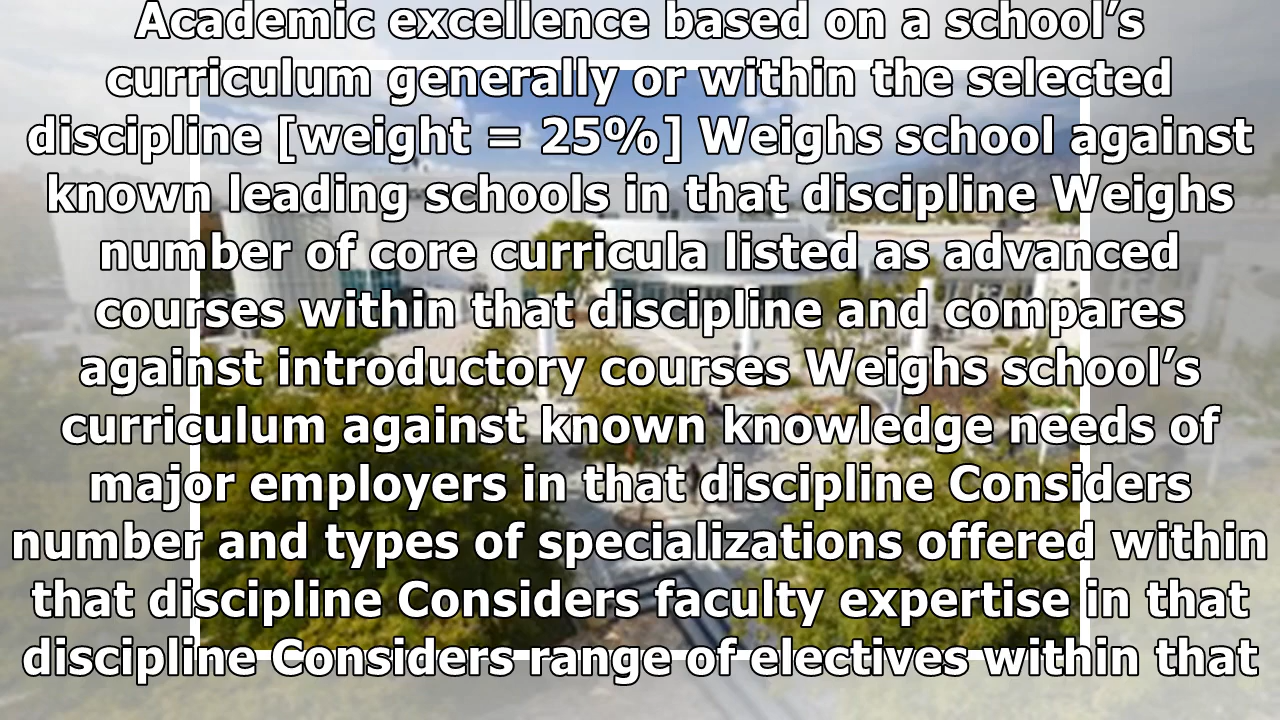 Academic excellence based on a school’s
curriculum generally or within the selected
discipline [weight = 25%] Weighs school against
known leading schools in that discipline Weighs
number of core curricula listed as advanced
courses within that discipline and compares
against introductory courses Weighs school’s
curriculum against known knowledge needs of
major employers in that discipline Considers
number and types of specializations offered within
that discipline Considers faculty expertise in that
discipline Considers range of electives within that